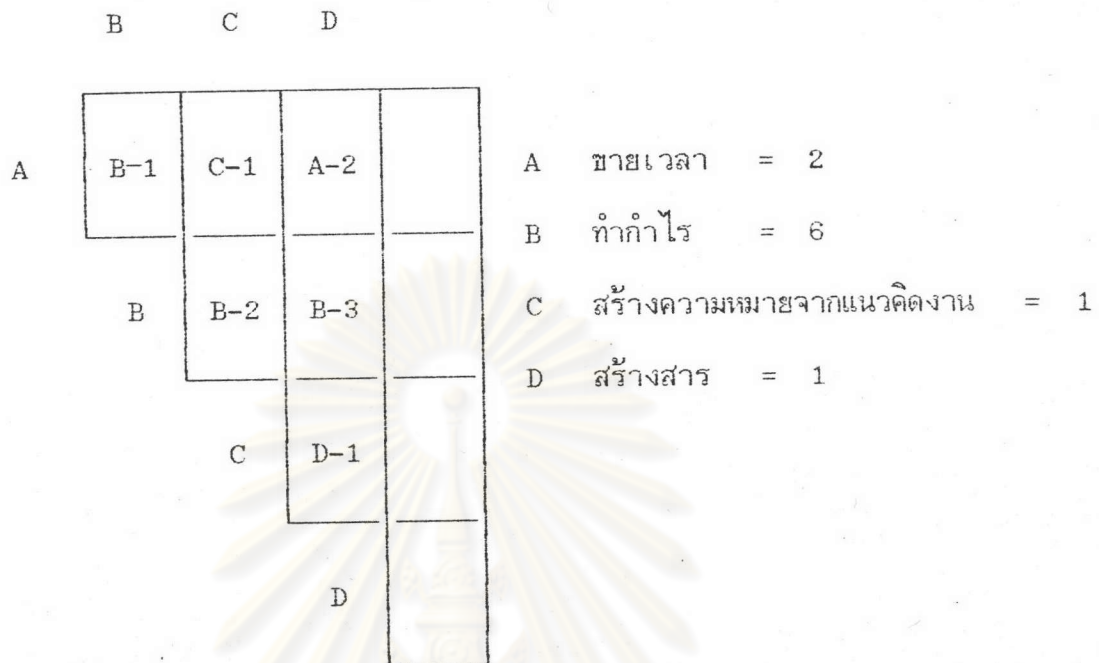 B C D
A B-1 C-1 A-2 A ขายเวลา = 2
B ทำกำไร = 6
B B-2 B-3 C สร้างความหมายจากแนวคิดงาน = 1
D สร้างสาร = 1
C D-1
D